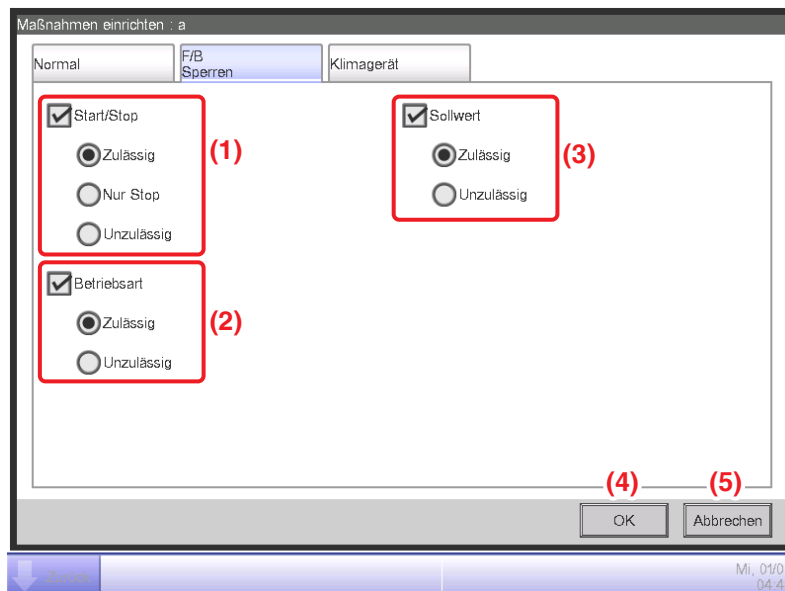 Maßnahmen einrichten : a
Normal
F/B
Sperren
Klimagerät
Start/Stop
Zulässig
Nur Stop
Unzulässig
(1)
Sollwert
Zulässig
Unzulässig
(3)
Betriebsart
Zulässig
Unzulässig
(2)
(4)
(5)
OK
Abbrechen
Zurück
Mi, 01/0
04:4